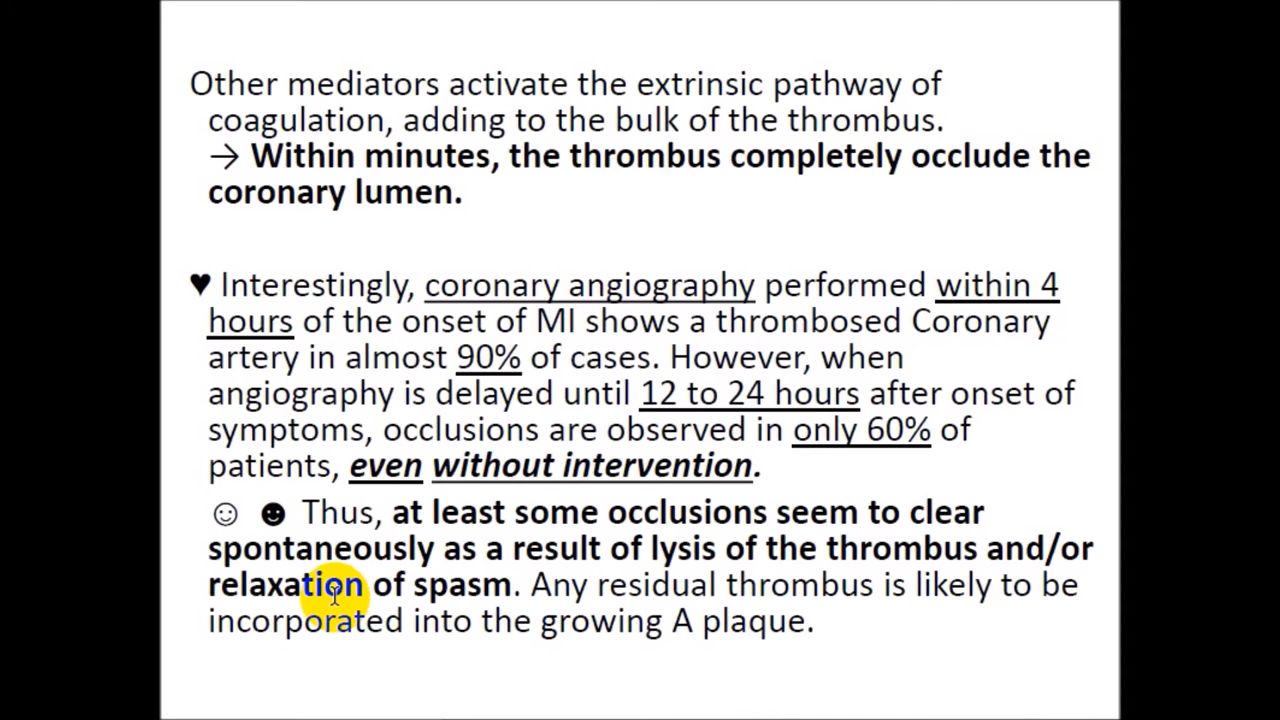 Other mediators activate the extrinsic pathway of
coagulation, adding to the bulk of the thrombus.
→ Within minutes, the thrombus completely occlude the
coronary lumen.
♥ Interestingly, coronary angiography performed within 4
hours of the onset of MI shows a thrombosed Coronary
artery in almost 90% of cases. However, when
angiography is delayed until 12 to 24 hours after onset of
symptoms, occlusions are observed in only 60% of
patients, even without intervention.
☺ ☻ Thus, at least some occlusions seem to clear
spontaneously as a result of lysis of the thrombus and/or
relaxation of spasm. Any residual thrombus is likely to be
incorporated into the growing A plaque.